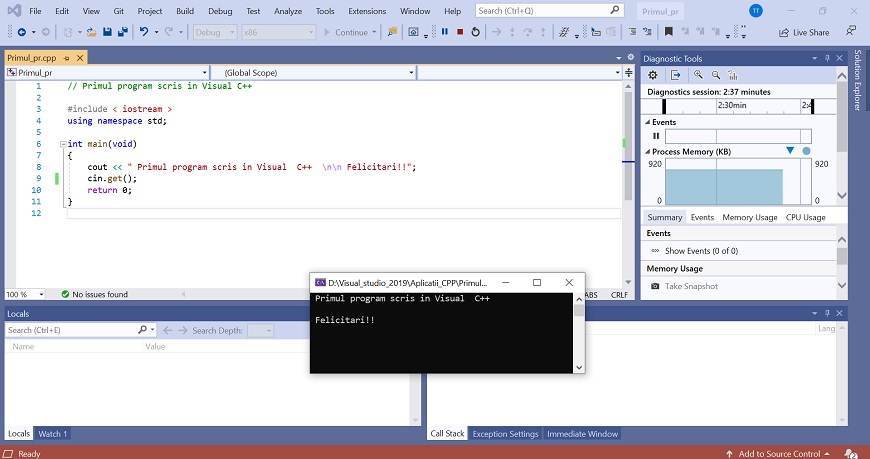 File Edit View Git Project Build Debug Test Analyze Tools Extensions Window Help Search (Ctrl+Q) Primul_pr TT
Debug x86 Continue Live Share
Primul_pr.cpp
Primul_pr (Global Scope)
1 // Primul program scris in Visual C++
2
3 #include < iostream >
4 using namespace std;
5
6 int main(void)
7 {
8 cout << " Primul program scris in Visual  C++  \n\n Felicitari!!";
9 cin.get();
10 return 0;
11 }
12
100 % No issues found ABS CRLF
Diagnostic Tools
Diagnostics session: 2:37 minutes
2:30min 2:4
Events
Process Memory (KB)
920 920
0 0
Summary Events Memory Usage CPU Usage
Events
Show Events (0 of 0)
Memory Usage
Take Snapshot
Solution Explorer
D:\Visual_studio_2019\Aplicatii_CPP\Primul...
Primul program scris in Visual  C++
Felicitari!!
Locals
Search (Ctrl+E) Search Depth:
Name Value
Lang
Locals Watch 1
Call Stack Exception Settings Immediate Window
Ready Add to Source Control 2